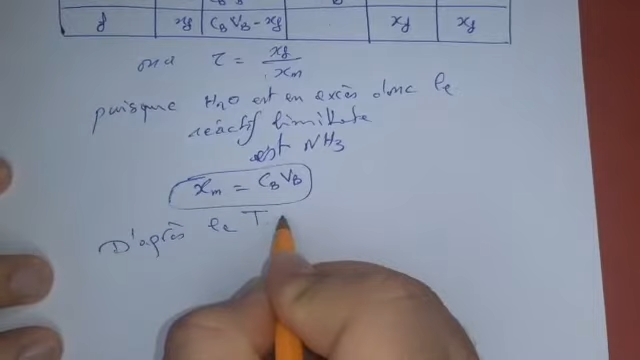 f xf CBVB-xf xf xf
on a τ = xf / xm
puisque H2O est en excès donc le
réactif limitate
est NH3
xm = CBVB
D'après le T